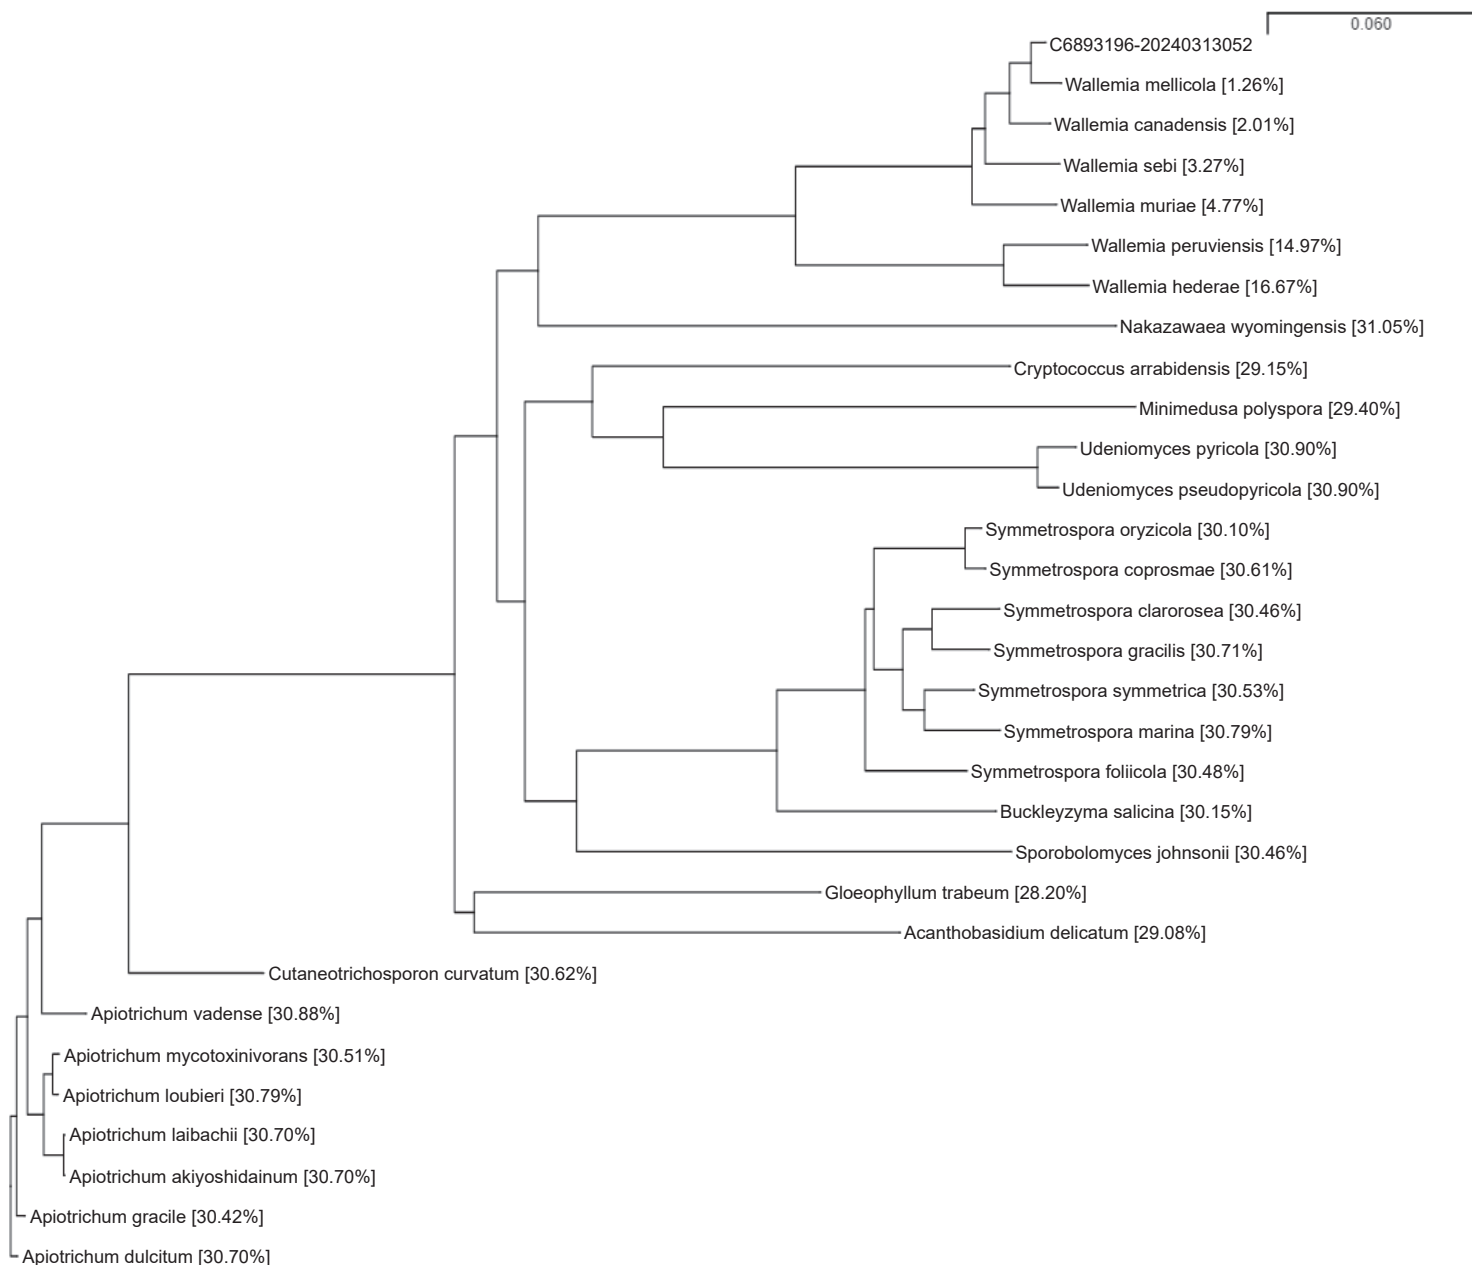 0.060
C6893196-20240313052
Wallemia mellicola [1.26%]
Wallemia canadensis [2.01%]
Wallemia sebi [3.27%]
Wallemia muriae [4.77%]
Wallemia peruviensis [14.97%]
Wallemia hederae [16.67%]
Nakazawaea wyomingensis [31.05%]
Cryptococcus arrabidensis [29.15%]
Minimedusa polyspora [29.40%]
Udeniomyces pyricola [30.90%]
Udeniomyces pseudopyricola [30.90%]
Symmetrospora oryzicola [30.10%]
Symmetrospora coprosmae [30.61%]
Symmetrospora clarorosea [30.46%]
Symmetrospora gracilis [30.71%]
Symmetrospora symmetrica [30.53%]
Symmetrospora marina [30.79%]
Symmetrospora foliicola [30.48%]
Buckleyzyma salicina [30.15%]
Sporobolomyces johnsonii [30.46%]
Gloeophyllum trabeum [28.20%]
Acanthobasidium delicatum [29.08%]
Cutaneotrichosporon curvatum [30.62%]
Apiotrichum vadense [30.88%]
Apiotrichum mycotoxinivorans [30.51%]
Apiotrichum loubieri [30.79%]
Apiotrichum laibachii [30.70%]
Apiotrichum akiyoshidainum [30.70%]
Apiotrichum gracile [30.42%]
Apiotrichum dulcitum [30.70%]